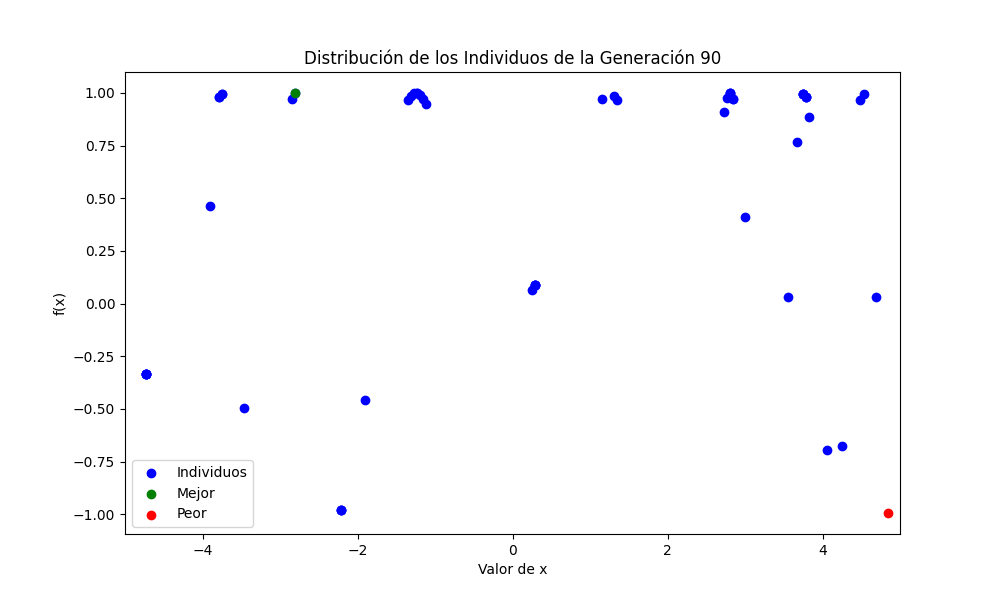 Distribución de los Individuos de la Generación 90
f(x)
1.00
0.75
0.50
0.25
0.00
−0.25
−0.50
−0.75
−1.00
Individuos
Mejor
Peor
−4
−2
0
2
4
Valor de x